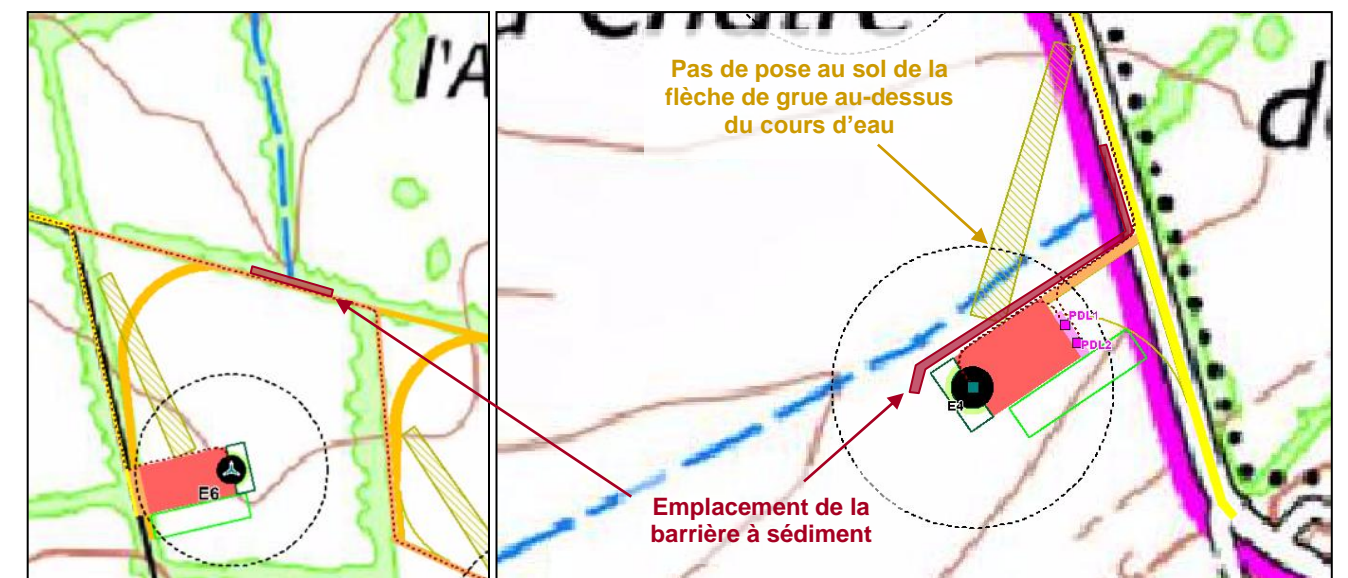 l'A
Pas de pose au sol de la
flèche de grue au-dessus
du cours d'eau
PDL1
PDL2
E4
E6
Emplacement de la
barrière à sédiment